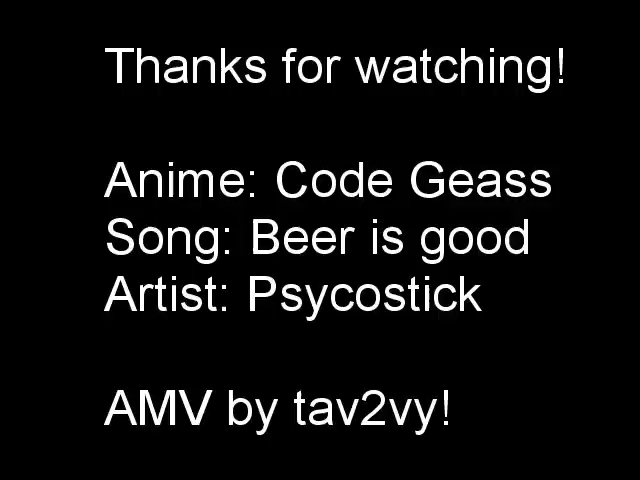 Thanks for watching!
Anime: Code Geass
Song: Beer is good
Artist: Psycostick
AMV by tav2vy!